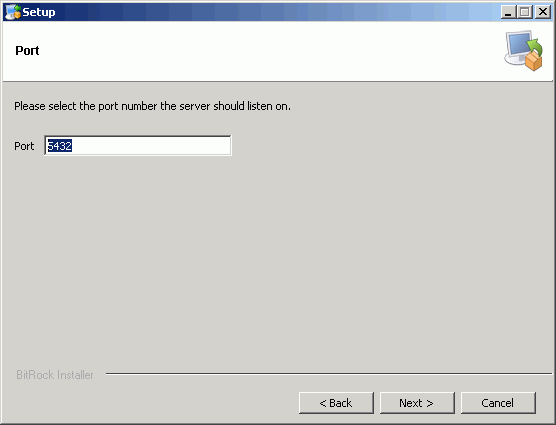 Setup
Port
Please select the port number the server should listen on.
Port 5432
BitRock Installer
< Back Next > Cancel